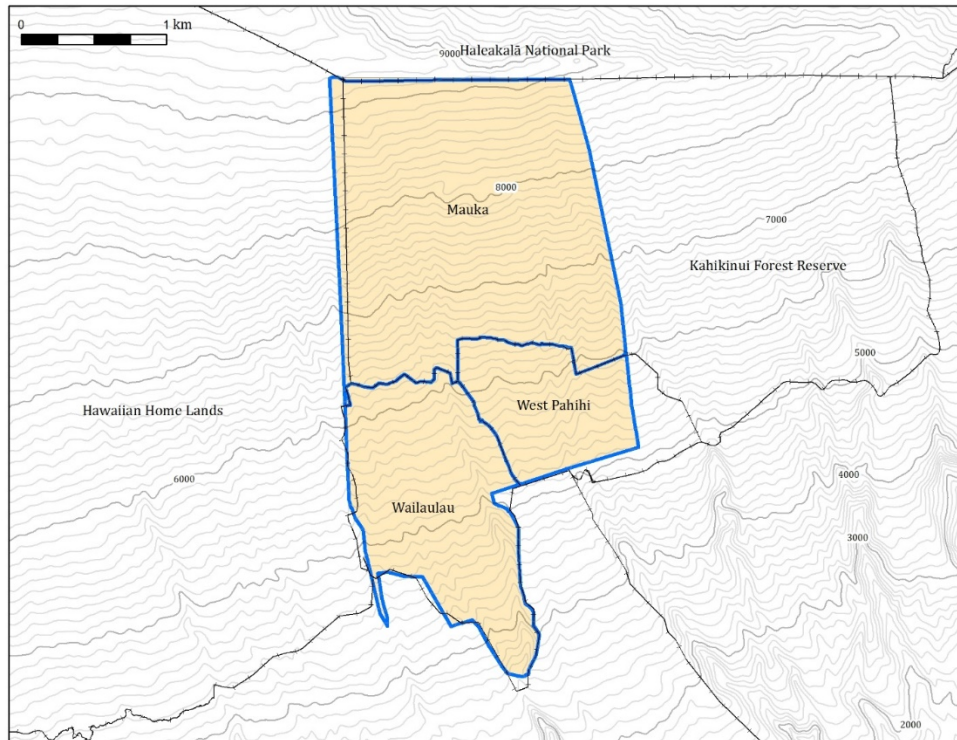 0
1 km
9000
Haleakalā National Park
8000
Mauka
7000
Kahikinui Forest Reserve
5000
Hawaiian Home Lands
West Pahihi
6000
4000
Wailaulau
3000
2000